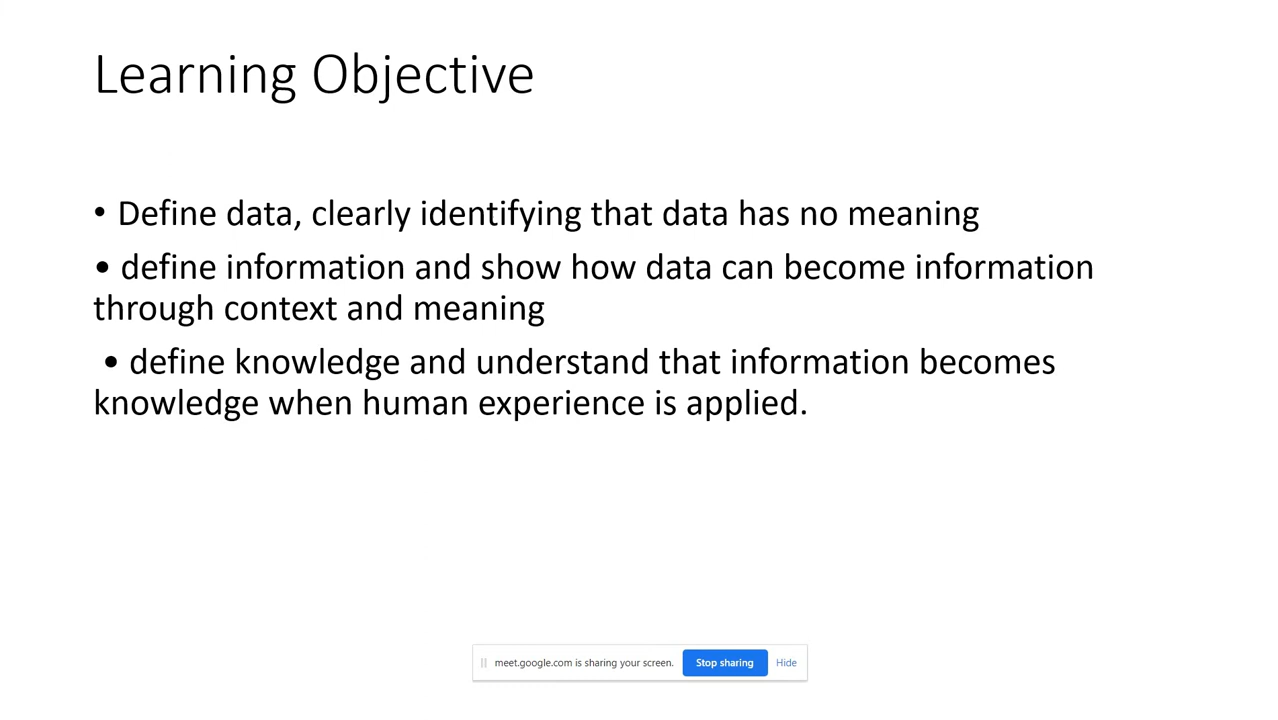 Learning Objective
• Define data, clearly identifying that data has no meaning
• define information and show how data can become information
through context and meaning
• define knowledge and understand that information becomes
knowledge when human experience is applied.
meet.google.com is sharing your screen. Stop sharing Hide